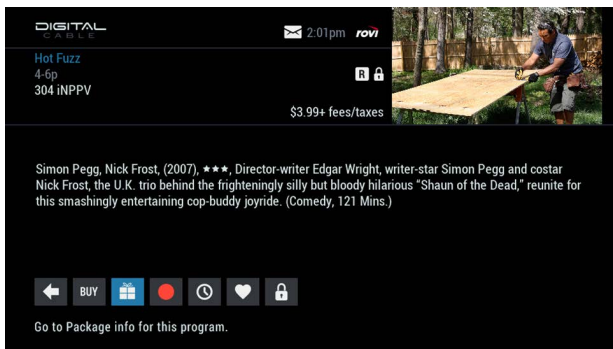 DIGITAL
CABLE
2:01pm rovi
Hot Fuzz
4-6p
R
304 iNPPV
$3.99+ fees/taxes
Simon Pegg, Nick Frost, (2007), ★★★, Director-writer Edgar Wright, writer-star Simon Pegg and costar
Nick Frost, the U.K. trio behind the frighteningly silly but bloody hilarious “Shaun of the Dead,” reunite for
this smashingly entertaining cop-buddy joyride. (Comedy, 121 Mins.)
BUY
Go to Package info for this program.